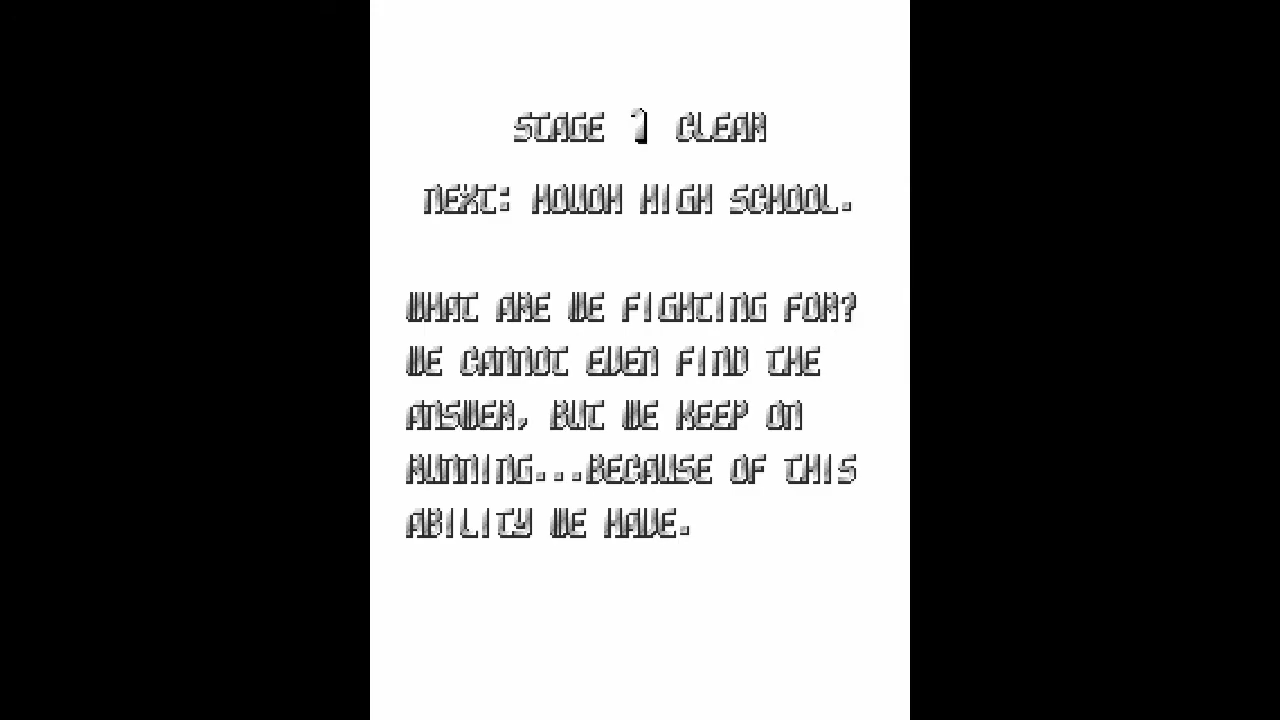 STAGE 1 CLEAR
NEXT: HOUOH HIGH SCHOOL.
WHAT ARE WE FIGHTING FOR?
WE CANNOT EVEN FIND THE
ANSWER, BUT WE KEEP ON
RUNNING...BECAUSE OF THIS
ABILITY WE HAVE.